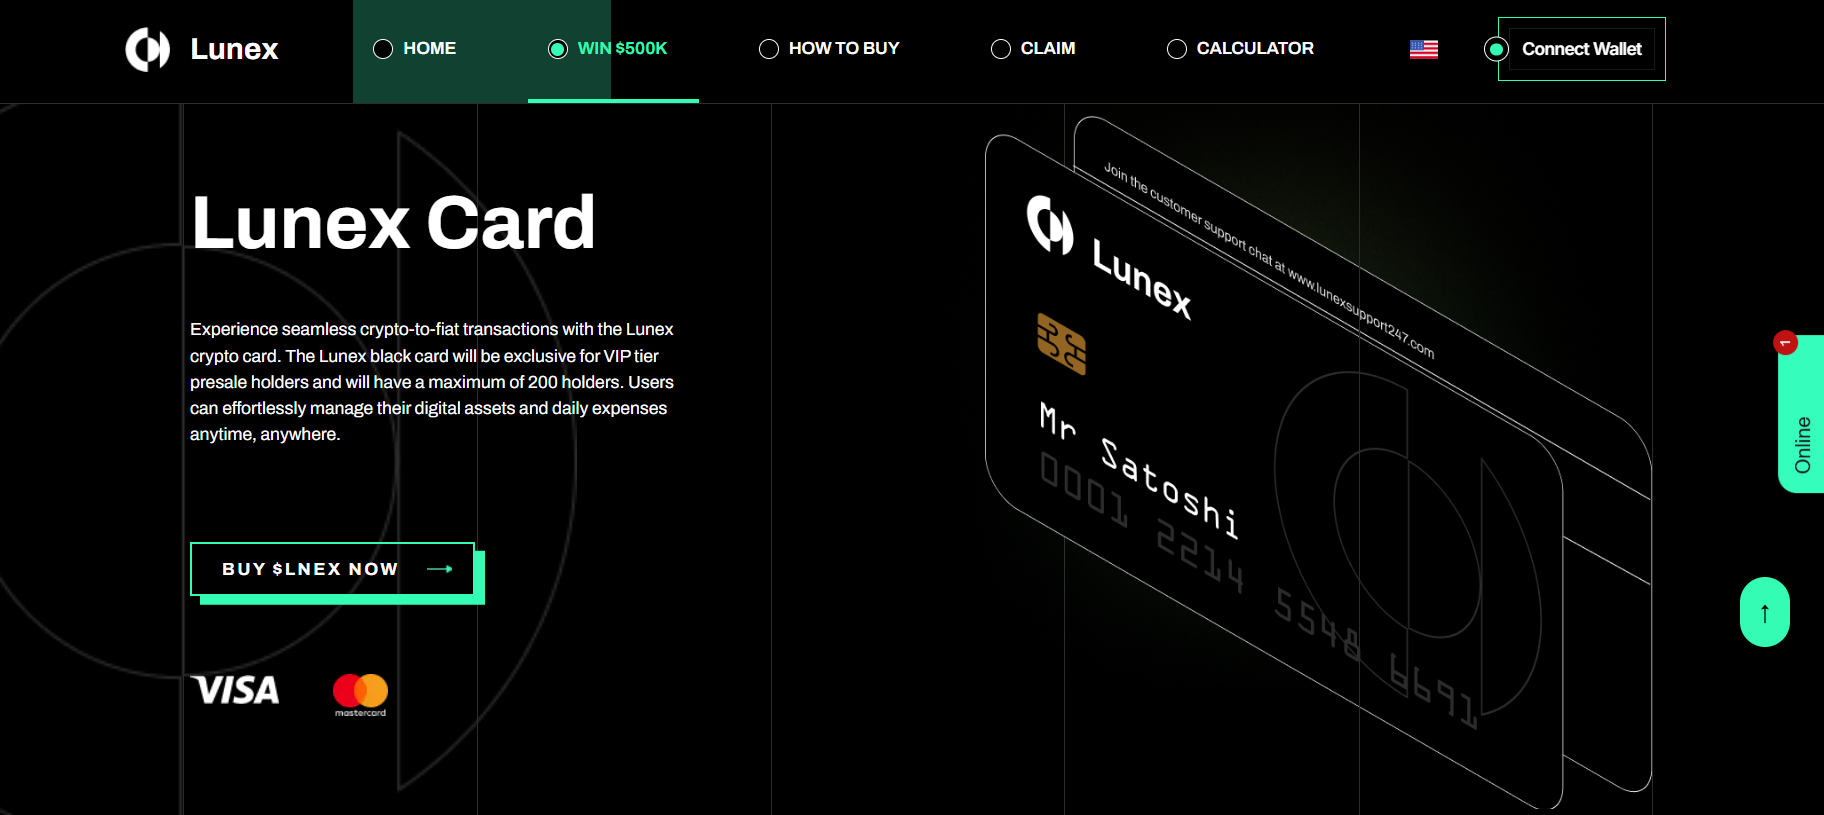 Lunex
HOME
WIN $500K
HOW TO BUY
CLAIM
CALCULATOR
Connect Wallet
Lunex Card
Experience seamless crypto-to-fiat transactions with the Lunex
crypto card. The Lunex black card will be exclusive for VIP tier
presale holders and will have a maximum of 200 holders. Users
can effortlessly manage their digital assets and daily expenses
anytime, anywhere.
BUY $LNEX NOW →
VISA
mastercard
Join the customer support chat at www.lunexsupport247.com
Lunex
Mr Satoshi
0001 2214 5548 6691
1
Online
↑